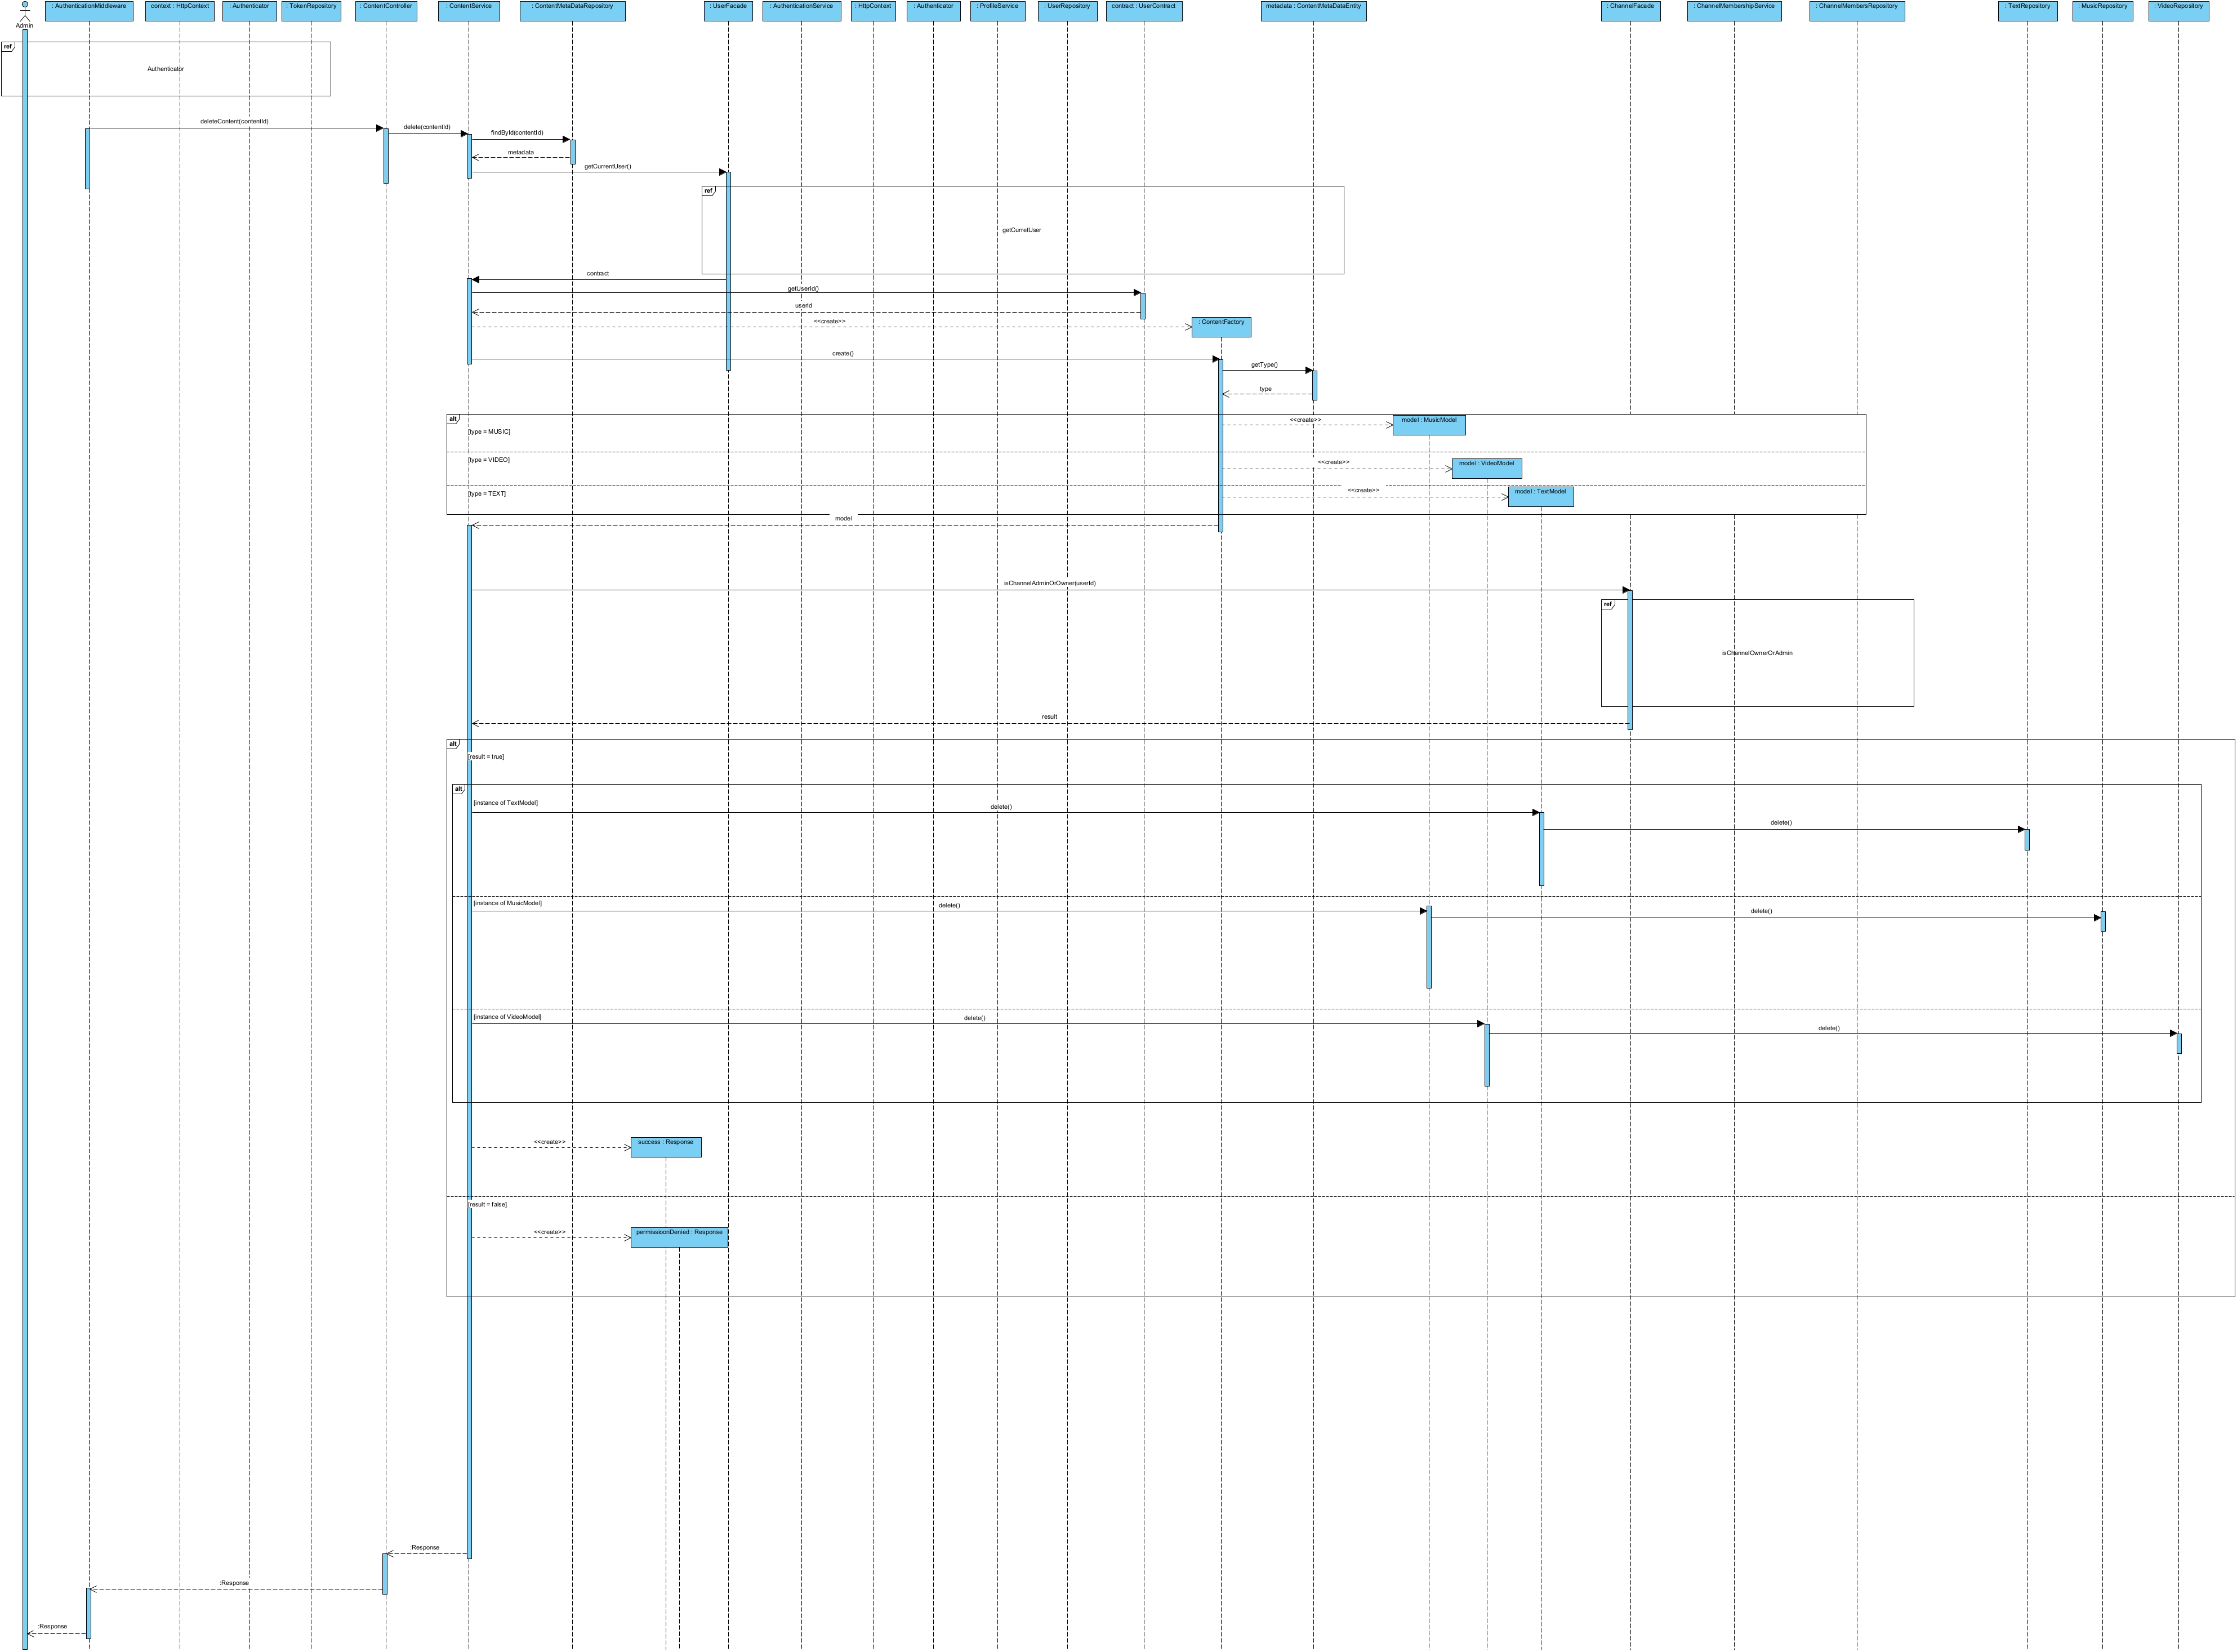 : AuthenticationMiddleware
context : HttpContext
: Authenticator
: TokenRepository
: ContentController
: ContentService
: ContentMetaDataRepository
: UserFacade
: AuthenticationService
: HttpContext
: Authenticator
: ProfileService
: UserRepository
contract : UserContract
metadata : ContentMetaDataEntity
: ChannelFacade
: ChannelMembershipService
: ChannelMembersRepository
: TextRepository
: MusicRepository
: VideoRepository
Admin
ref
Authenticator
deleteContent(contentId)
delete(contentId)
findById(contentId)
metadata
getCurrentUser()
ref
getCurretUser
contract
getUserId()
userId
<<create>>
: ContentFactory
create()
getType()
type
alt
[type = MUSIC]
<<create>>
model : MusicModel
[type = VIDEO]
<<create>>
model : VideoModel
[type = TEXT]
<<create>>
model : TextModel
model
isChannelAdminOrOwner(userId)
ref
isChannelOwnerOrAdmin
result
alt
[result = true]
alt
[instance of TextModel]
delete()
delete()
[instance of MusicModel]
delete()
delete()
[instance of VideoModel]
delete()
delete()
<<create>>
success : Response
[result = false]
<<create>>
permissioonDenied : Response
:Response
:Response
:Response